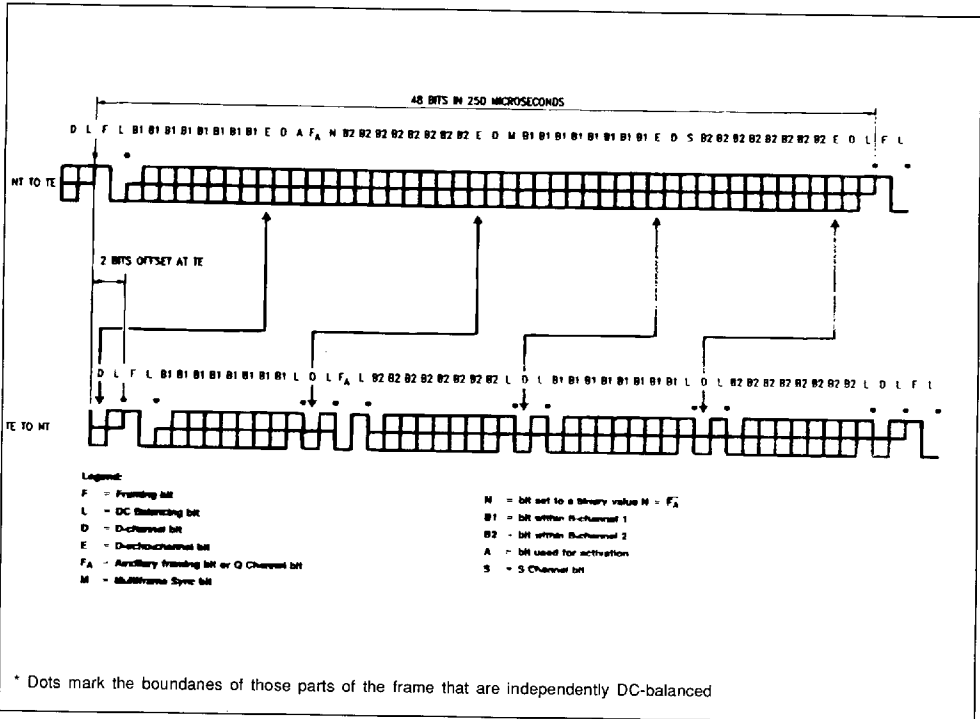 48 BITS IN 250 MICROSECONDS
D L F L B1 B1 B1 B1 B1 B1 B1 B1 E D A FA N B2 B2 B2 B2 B2 B2 B2 B2 E D M B1 B1 B1 B1 B1 B1 B1 B1 E D S B2 B2 B2 B2 B2 B2 B2 B2 E D L F L
NT TO TE
2 BITS OFFSET AT TE
D L F L B1 B1 B1 B1 B1 B1 B1 B1 L D L FA L B2 B2 B2 B2 B2 B2 B2 B2 L D L B1 B1 B1 B1 B1 B1 B1 B1 L D L B2 B2 B2 B2 B2 B2 B2 B2 L D L F L
TE TO NT
Legend:
F = Framing bit
L = DC Balancing bit
D = D-channel bit
E = D-echo-channel bit
FA = Auxiliary framing bit or Q Channel bit
M = Multiframe Sync bit
N = bit set to a binary value N = F̅A
B1 = bit within B-channel 1
B2 = bit within B-channel 2
A = bit used for activation
S = S Channel bit
* Dots mark the boundaries of those parts of the frame that are independently DC-balanced